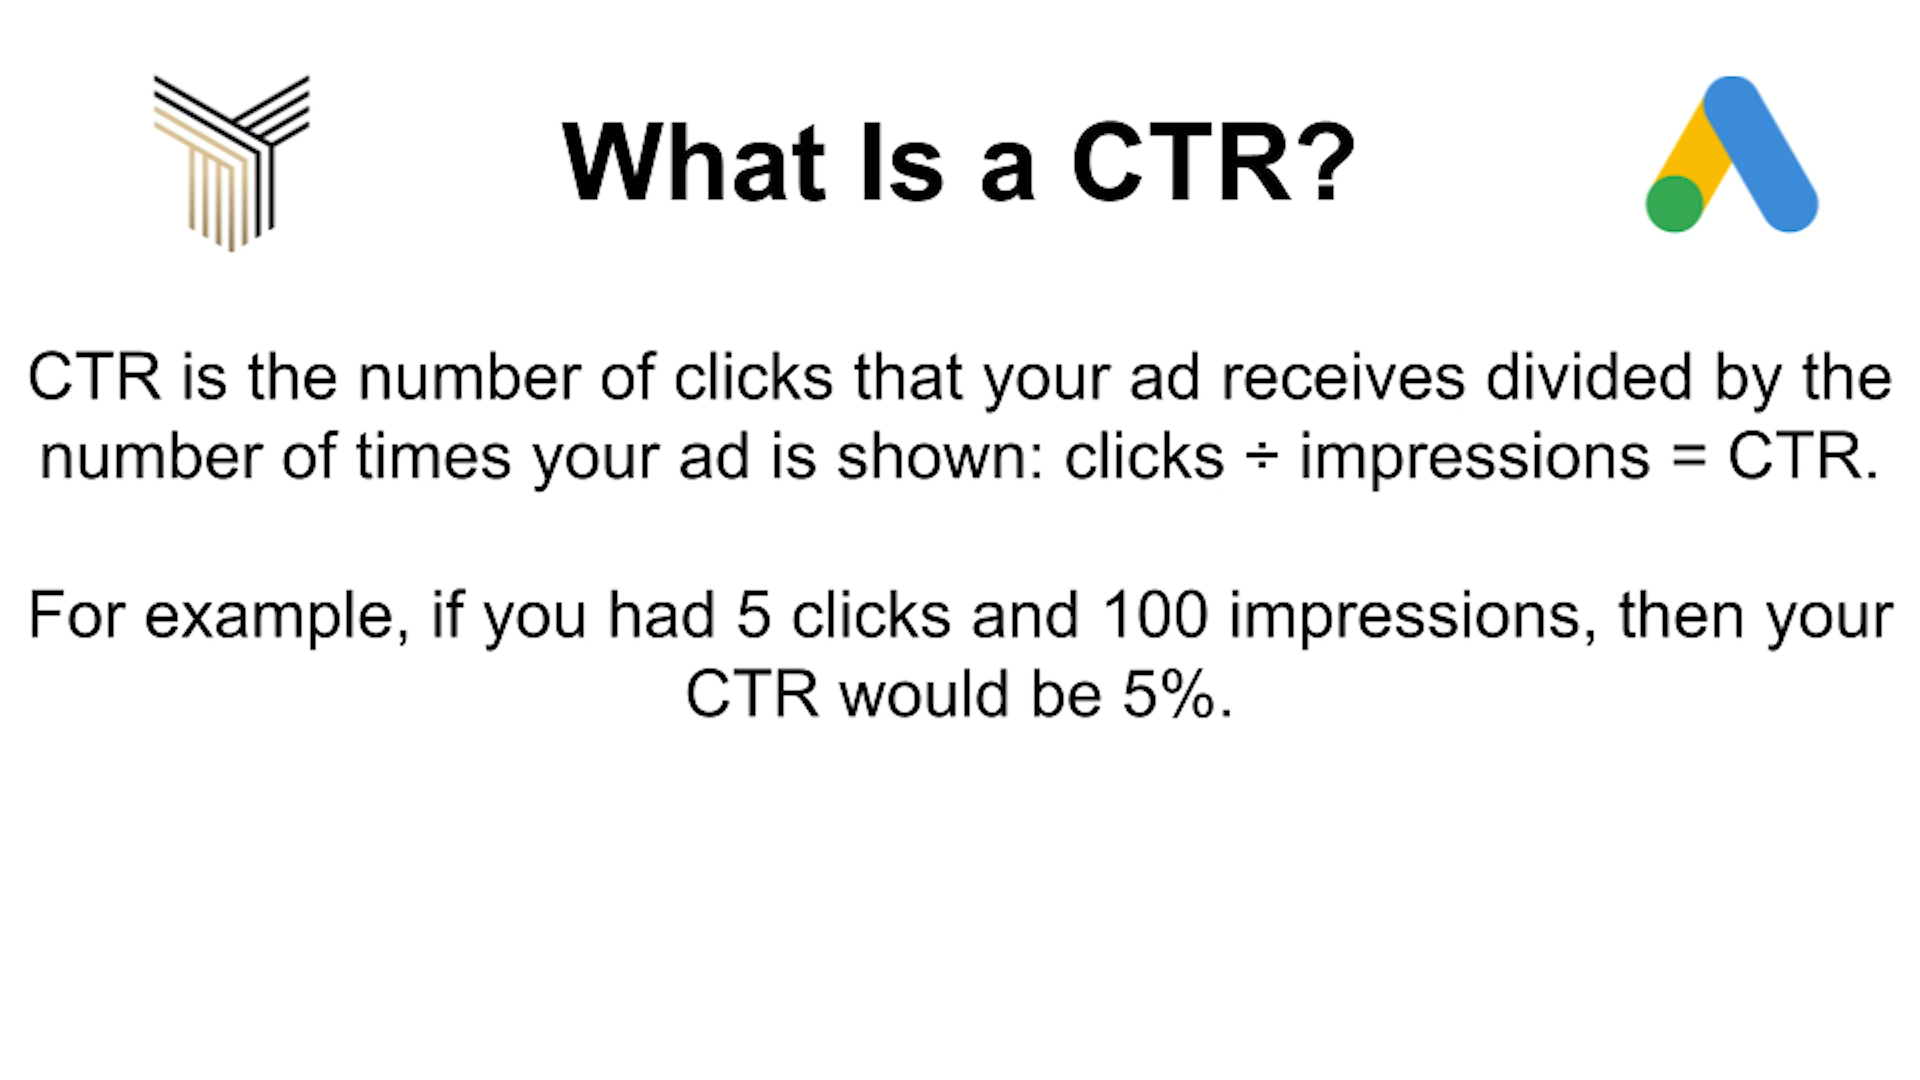 What Is a CTR?
CTR is the number of clicks that your ad receives divided by the
number of times your ad is shown: clicks ÷ impressions = CTR.
For example, if you had 5 clicks and 100 impressions, then your
CTR would be 5%.